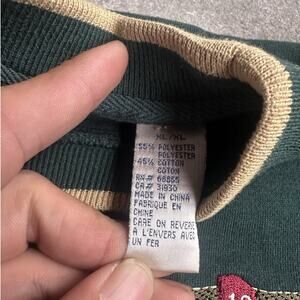 XL/XL
55% POLYESTER
POLYESTER
45% COTTON
COTON
RN# 68865
CA# 31930
MADE IN CHINA
FABRIQUE EN
CHINE
CARE ON REVERSE
A L'ENVERS AVEC
UN FER